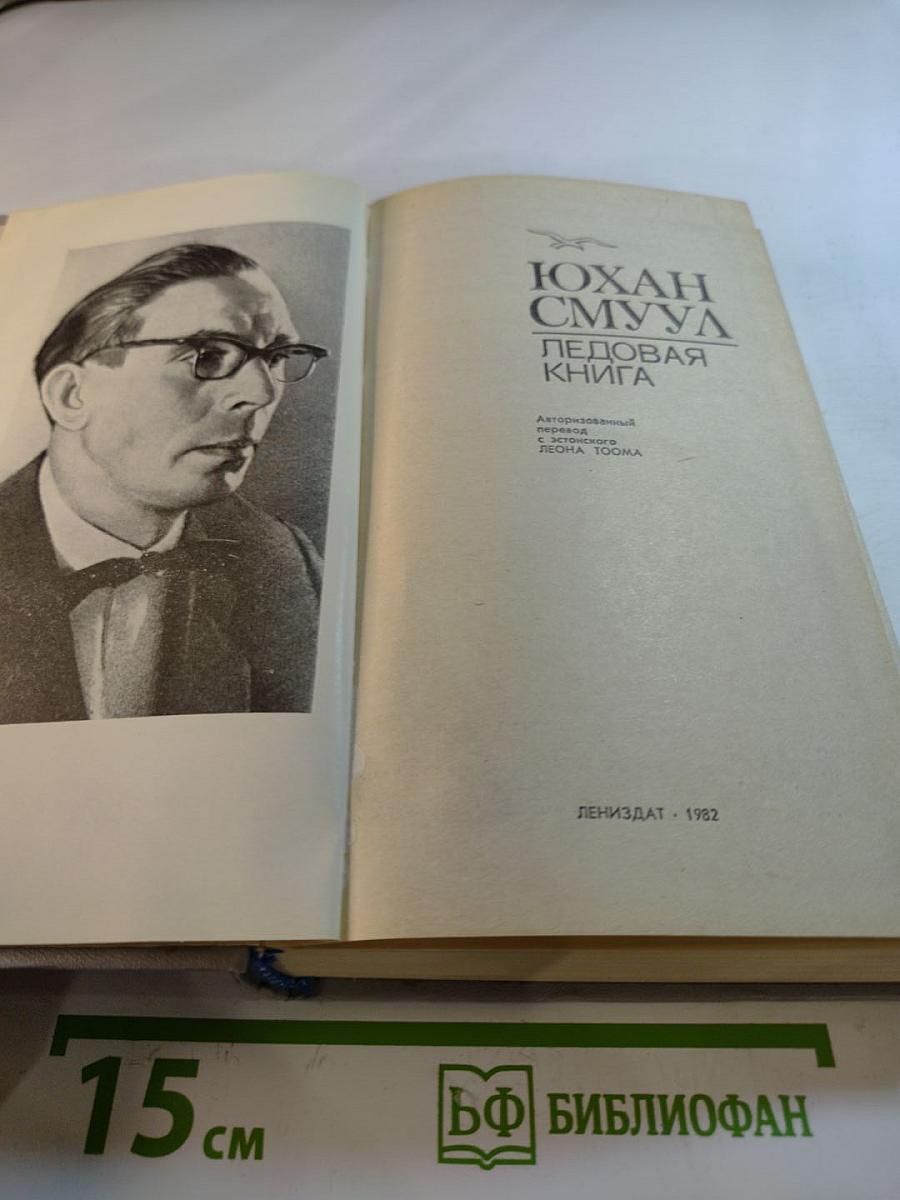 ЮХАН
СМУУЛ
ЛЕДОВАЯ
КНИГА
Авторизованный
перевод
с эстонского
ЛЕОНА ТООМА
ЛЕНИЗДАТ · 1982
15 см
БФ БИБЛИОФАН